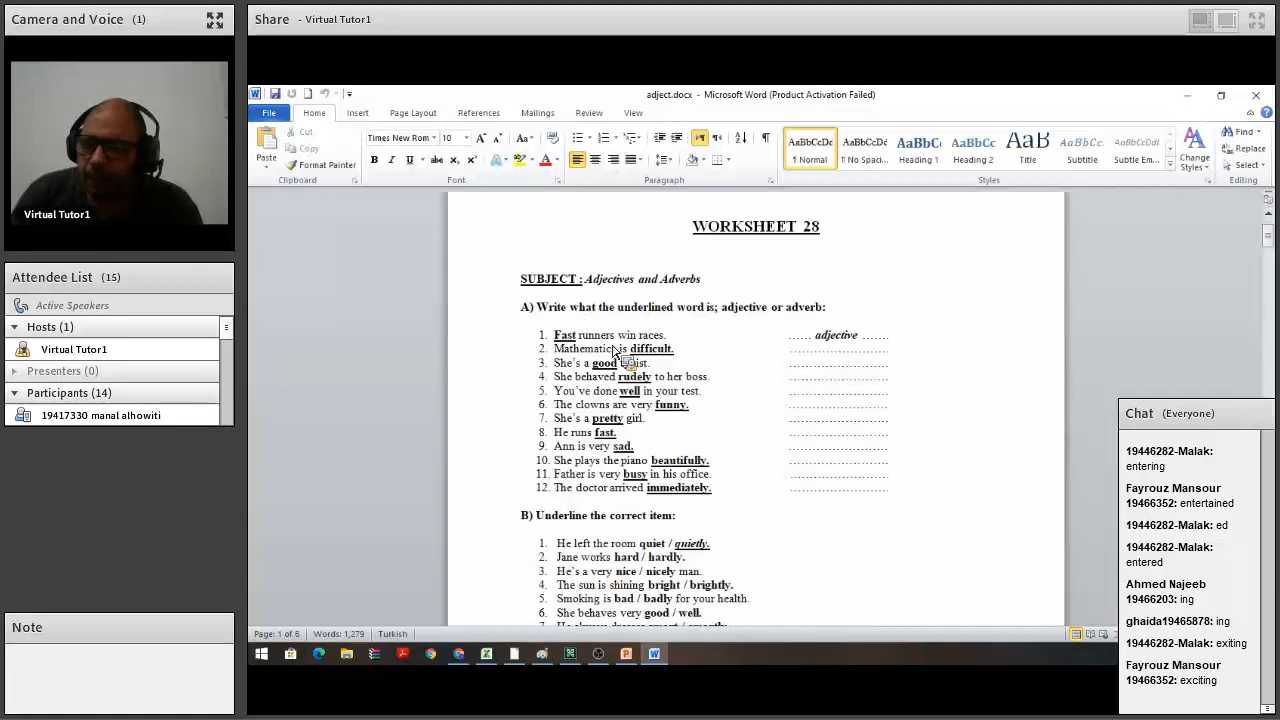 Camera and Voice (1)
Virtual Tutor1
Attendee List (15)
Active Speakers
Hosts (1)
Virtual Tutor1
Presenters (0)
Participants (14)
19417330 manal alhowiti
Note
Share - Virtual Tutor1
adject.docx - Microsoft Word (Product Activation Failed)
File Home Insert Page Layout References Mailings Review View
Paste
Cut
Copy
Format Painter
Clipboard
Times New Rom 10
Font
Paragraph
AaBbCcDc AaBbCcDd AaBbC AaBbCc AaB AaBbCc. AaBbCcDd
¶ Normal ¶ No Spaci... Heading 1 Heading 2 Title Subtitle Subtle Em...
Change Styles
Styles
Find
Replace
Select
Editing
WORKSHEET 28
SUBJECT : Adjectives and Adverbs
A) Write what the underlined word is; adjective or adverb:
1. Fast runners win races. ...... adjective .......
2. Mathematics is difficult. ..............................
3. She's a good ..............................
4. She behaved rudely to her boss. ..............................
5. You've done well in your test. ..............................
6. The clowns are very funny. ..............................
7. She's a pretty girl. ..............................
8. He runs fast. ..............................
9. Ann is very sad. ..............................
10. She plays the piano beautifully. ..............................
11. Father is very busy in his office. ..............................
12. The doctor arrived immediately. ..............................
B) Underline the correct item:
1. He left the room quiet / quietly.
2. Jane works hard / hardly.
3. He's a very nice / nicely man.
4. The sun is shining bright / brightly.
5. Smoking is bad / badly for your health.
6. She behaves very good / well.
Page: 1 of 6 Words: 1,279 Turkish
Chat (Everyone)
19446282-Malak:
entering
Fayrouz Mansour
19466352: entertained
19446282-Malak: ed
19446282-Malak:
entered
Ahmed Najeeb
19466203: ing
ghaida19465878: ing
19446282-Malak: exiting
Fayrouz Mansour
19466352: excting